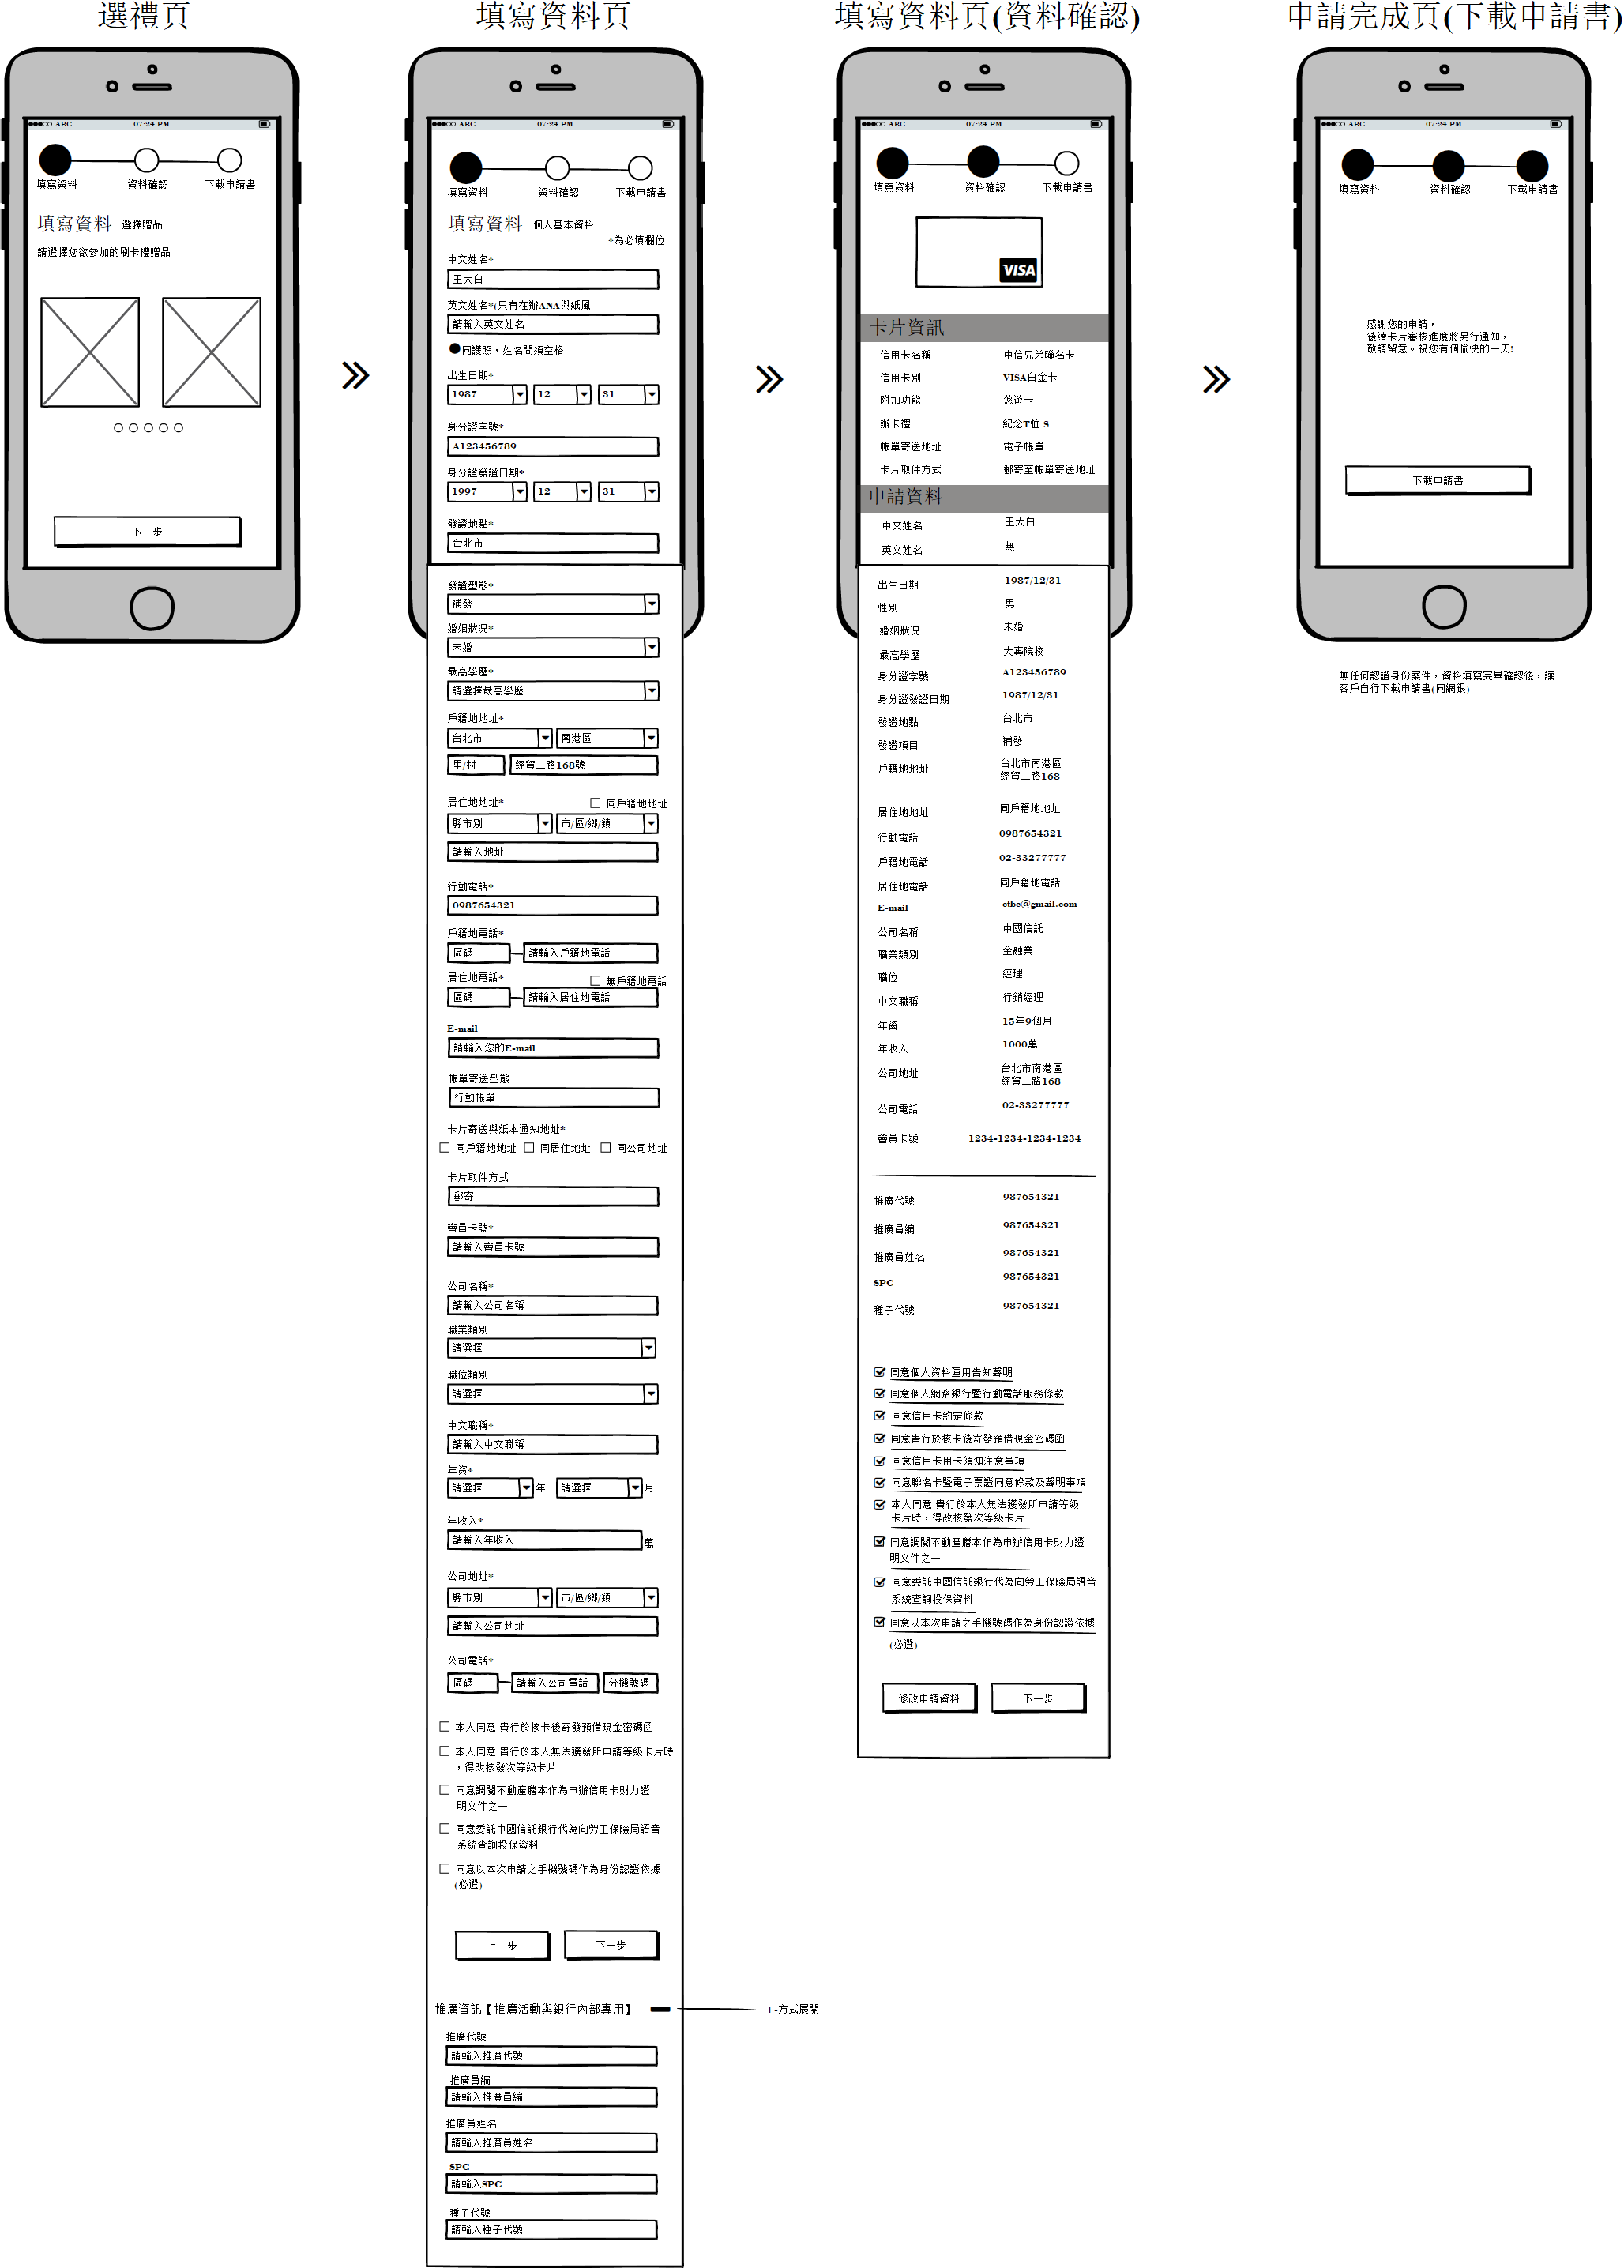 選禮頁
●●●○○ ABC 07:24 PM
填寫資料 資料確認 下載申請書
填寫資料 選擇贈品
請選擇您欲參加的刷卡禮贈品
下一步
填寫資料頁
●●●○○ ABC 07:24 PM
填寫資料 資料確認 下載申請書
填寫資料 個人基本資料
*為必填欄位
中文姓名*
王大白
英文姓名*(只有在辦ANA與紙風
請輸入英文姓名
●同護照，姓名間須空格
出生日期*
1987 12 31
身分證字號*
A123456789
身分證發證日期*
1997 12 31
發證地點*
台北市
發證型態*
補發
婚姻狀況*
未婚
最高學歷*
請選擇最高學歷
戶籍地地址*
台北市 南港區
里/村 經貿二路168號
居住地地址* 同戶籍地地址
縣市別 市/區/鄉/鎮
請輸入地址
行動電話*
0987654321
戶籍地電話*
區碼 請輸入戶籍地電話
居住地電話* 無戶籍地電話
區碼 請輸入居住地電話
E-mail
請輸入您的E-mail
帳單寄送型態
行動帳單
卡片寄送與紙本通知地址*
同戶籍地地址 同居住地址 同公司地址
卡片取件方式
郵寄
會員卡號*
請輸入會員卡號
公司名稱*
請輸入公司名稱
職業類別
請選擇
職位類別
請選擇
中文職稱*
請輸入中文職稱
年資*
請選擇 年 請選擇 月
年收入*
請輸入年收入 萬
公司地址*
縣市別 市/區/鄉/鎮
請輸入公司地址
公司電話*
區碼 請輸入公司電話 分機號碼
本人同意 貴行於核卡後寄發預借現金密碼函
本人同意 貴行於本人無法獲發所申請等級卡片時
，得改核發次等級卡片
同意調閱不動產謄本作為申辦信用卡財力證
明文件之一
同意委託中國信託銀行代為向勞工保險局語音
系統查詢投保資料
同意以本次申請之手機號碼作為身份認證依據
(必選)
上一步 下一步
推廣資訊【推廣活動與銀行內部專用】 +-方式展開
推廣代號
請輸入推廣代號
推廣員編
請輸入推廣員編
推廣員姓名
請輸入推廣員姓名
SPC
請輸入SPC
種子代號
請輸入種子代號
填寫資料頁(資料確認)
●●●○○ ABC 07:24 PM
填寫資料 資料確認 下載申請書
VISA
卡片資訊
信用卡名稱 中信兄弟聯名卡
信用卡別 VISA白金卡
附加功能 悠遊卡
辦卡禮 紀念T恤 S
帳單寄送地址 電子帳單
卡片取件方式 郵寄至帳單寄送地址
申請資料
中文姓名 王大白
英文姓名 無
出生日期 1987/12/31
性別 男
婚姻狀況 未婚
最高學歷 大專院校
身分證字號 A123456789
身分證發證日期 1987/12/31
發證地點 台北市
發證項目 補發
戶籍地地址 台北市南港區
經貿二路168
居住地地址 同戶籍地地址
行動電話 0987654321
戶籍地電話 02-33277777
居住地電話 同戶籍地電話
E-mail ctbc@gmail.com
公司名稱 中國信託
職業類別 金融業
職位 經理
中文職稱 行銷經理
年資 15年9個月
年收入 1000萬
公司地址 台北市南港區
經貿二路168
公司電話 02-33277777
會員卡號 1234-1234-1234-1234
推廣代號 987654321
推廣員編 987654321
推廣員姓名 987654321
SPC 987654321
種子代號 987654321
同意個人資料運用告知聲明
同意個人網路銀行暨行動電話服務條款
同意信用卡約定條款
同意貴行於核卡後寄發預借現金密碼函
同意信用卡用卡須知注意事項
同意聯名卡暨電子票證同意條款及聲明事項
本人同意 貴行於本人無法獲發所申請等級
卡片時，得改核發次等級卡片
同意調閱不動產謄本作為申辦信用卡財力證
明文件之一
同意委託中國信託銀行代為向勞工保險局語音
系統查詢投保資料
同意以本次申請之手機號碼作為身份認證依據
(必選)
修改申請資料 下一步
申請完成頁(下載申請書)
●●●○○ ABC 07:24 PM
填寫資料 資料確認 下載申請書
感謝您的申請，
後續卡片審核進度將另行通知，
敬請留意。祝您有個愉快的一天!
下載申請書
無任何認證身份案件，資料填寫完畢確認後，讓
客戶自行下載申請書(同網銀)